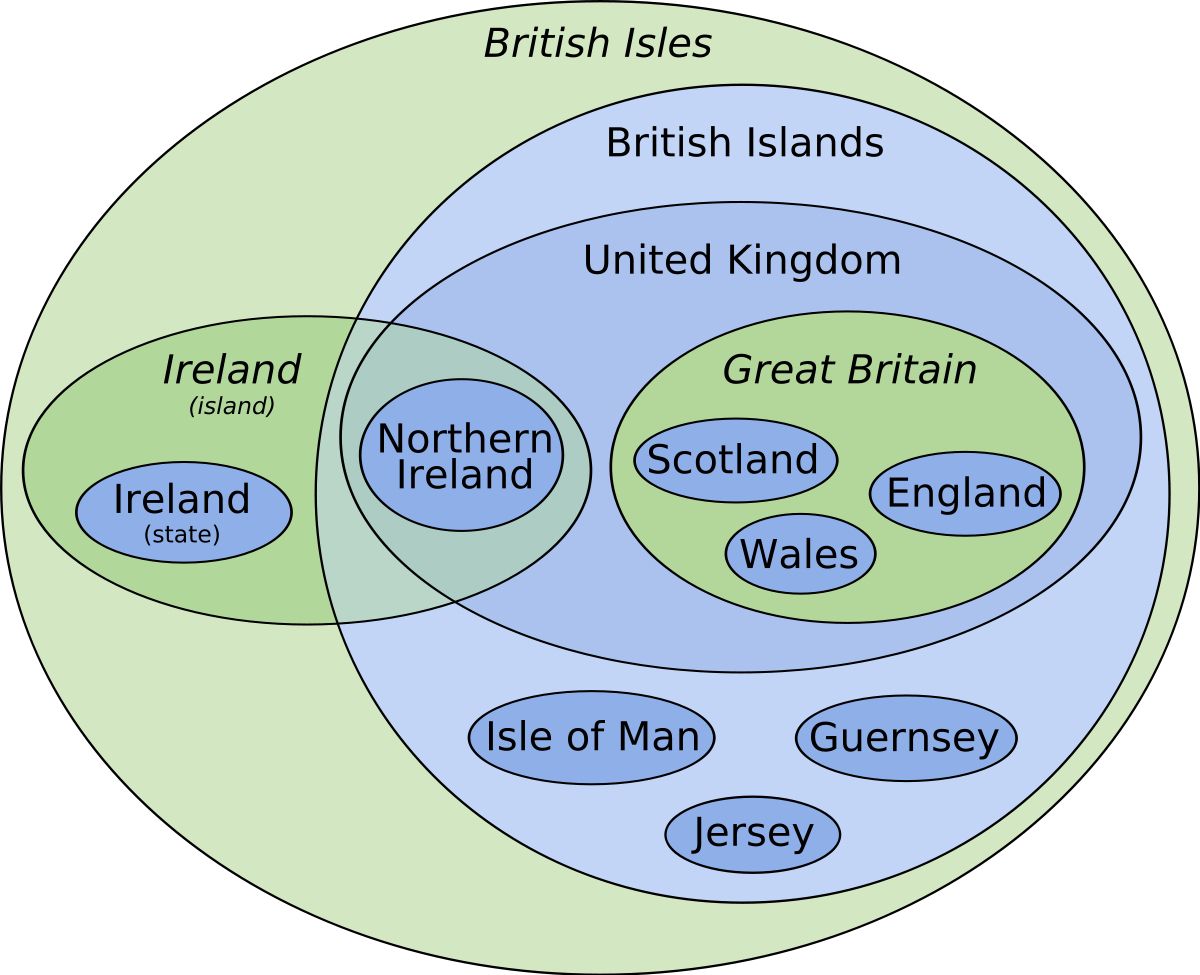 British Isles
British Islands
United Kingdom
Ireland
(island)
Ireland
(state)
Northern
Ireland
Great Britain
Scotland
England
Wales
Isle of Man
Guernsey
Jersey